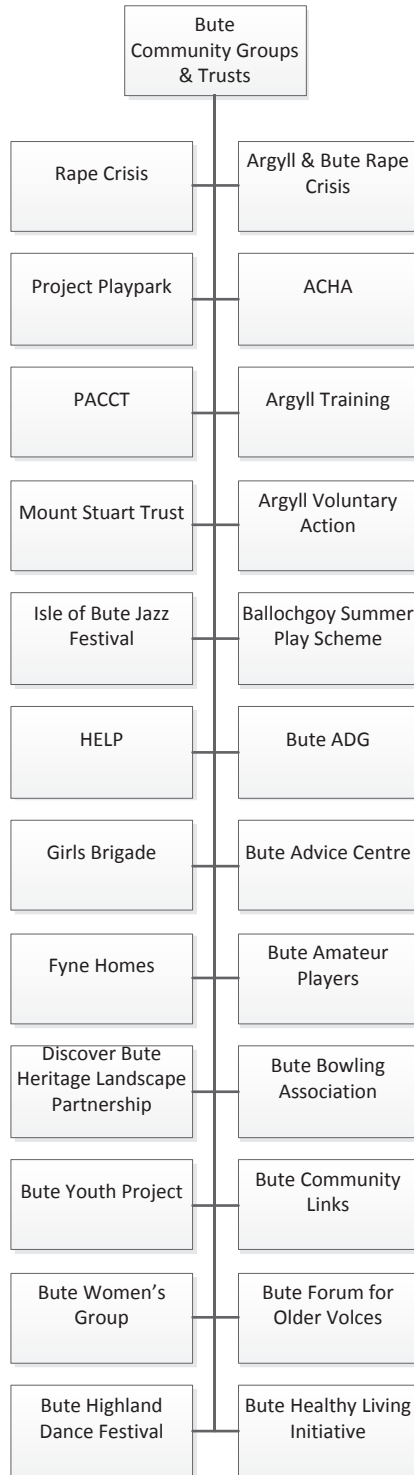 Bute
Community Groups
& Trusts
Rape Crisis
Argyll & Bute Rape
Crisis
Project Playpark
ACHA
PACCT
Argyll Training
Mount Stuart Trust
Argyll Voluntary
Action
Isle of Bute Jazz
Festival
Ballochgoy Summer
Play Scheme
HELP
Bute ADG
Girls Brigade
Bute Advice Centre
Fyne Homes
Bute Amateur
Players
Discover Bute
Heritage Landscape
Partnership
Bute Bowling
Association
Bute Youth Project
Bute Community
Links
Bute Women’s
Group
Bute Forum for
Older Volces
Bute Highland
Dance Festival
Bute Healthy Living
Initiative